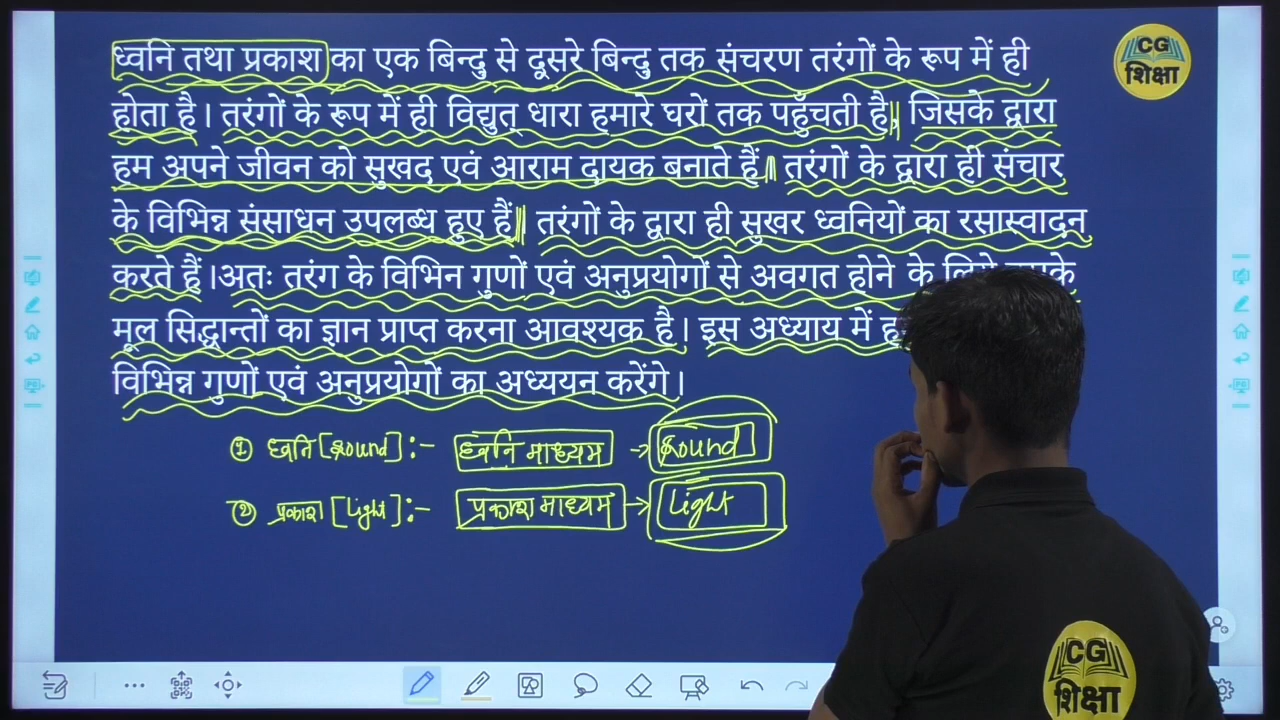 ध्वनि तथा प्रकाश का एक बिन्दु से दूसरे बिन्दु तक संचरण तरंगों के रूप में ही
होता है। तरंगों के रूप में ही विद्युत् धारा हमारे घरों तक पहुँचती है, जिसके द्वारा
हम अपने जीवन को सुखद एवं आराम दायक बनाते हैं। तरंगों के द्वारा ही संचार
के विभिन्न संसाधन उपलब्ध हुए हैं। तरंगों के द्वारा ही सुखर ध्वनियों का रसास्वादन
करते हैं।अतः तरंग के विभिन गुणों एवं अनुप्रयोगों से अवगत होने के
मूल सिद्धान्तों का ज्ञान प्राप्त करना आवश्यक है। इस अध्याय में
विभिन्न गुणों एवं अनुप्रयोगों का अध्ययन करेंगे।
① ध्वनि [Sound] :- ध्वनि माध्यम → Sound
② प्रकाश [Light] :- प्रकाश माध्यम → Light
CG
शिक्षा
CG
शिक्षा